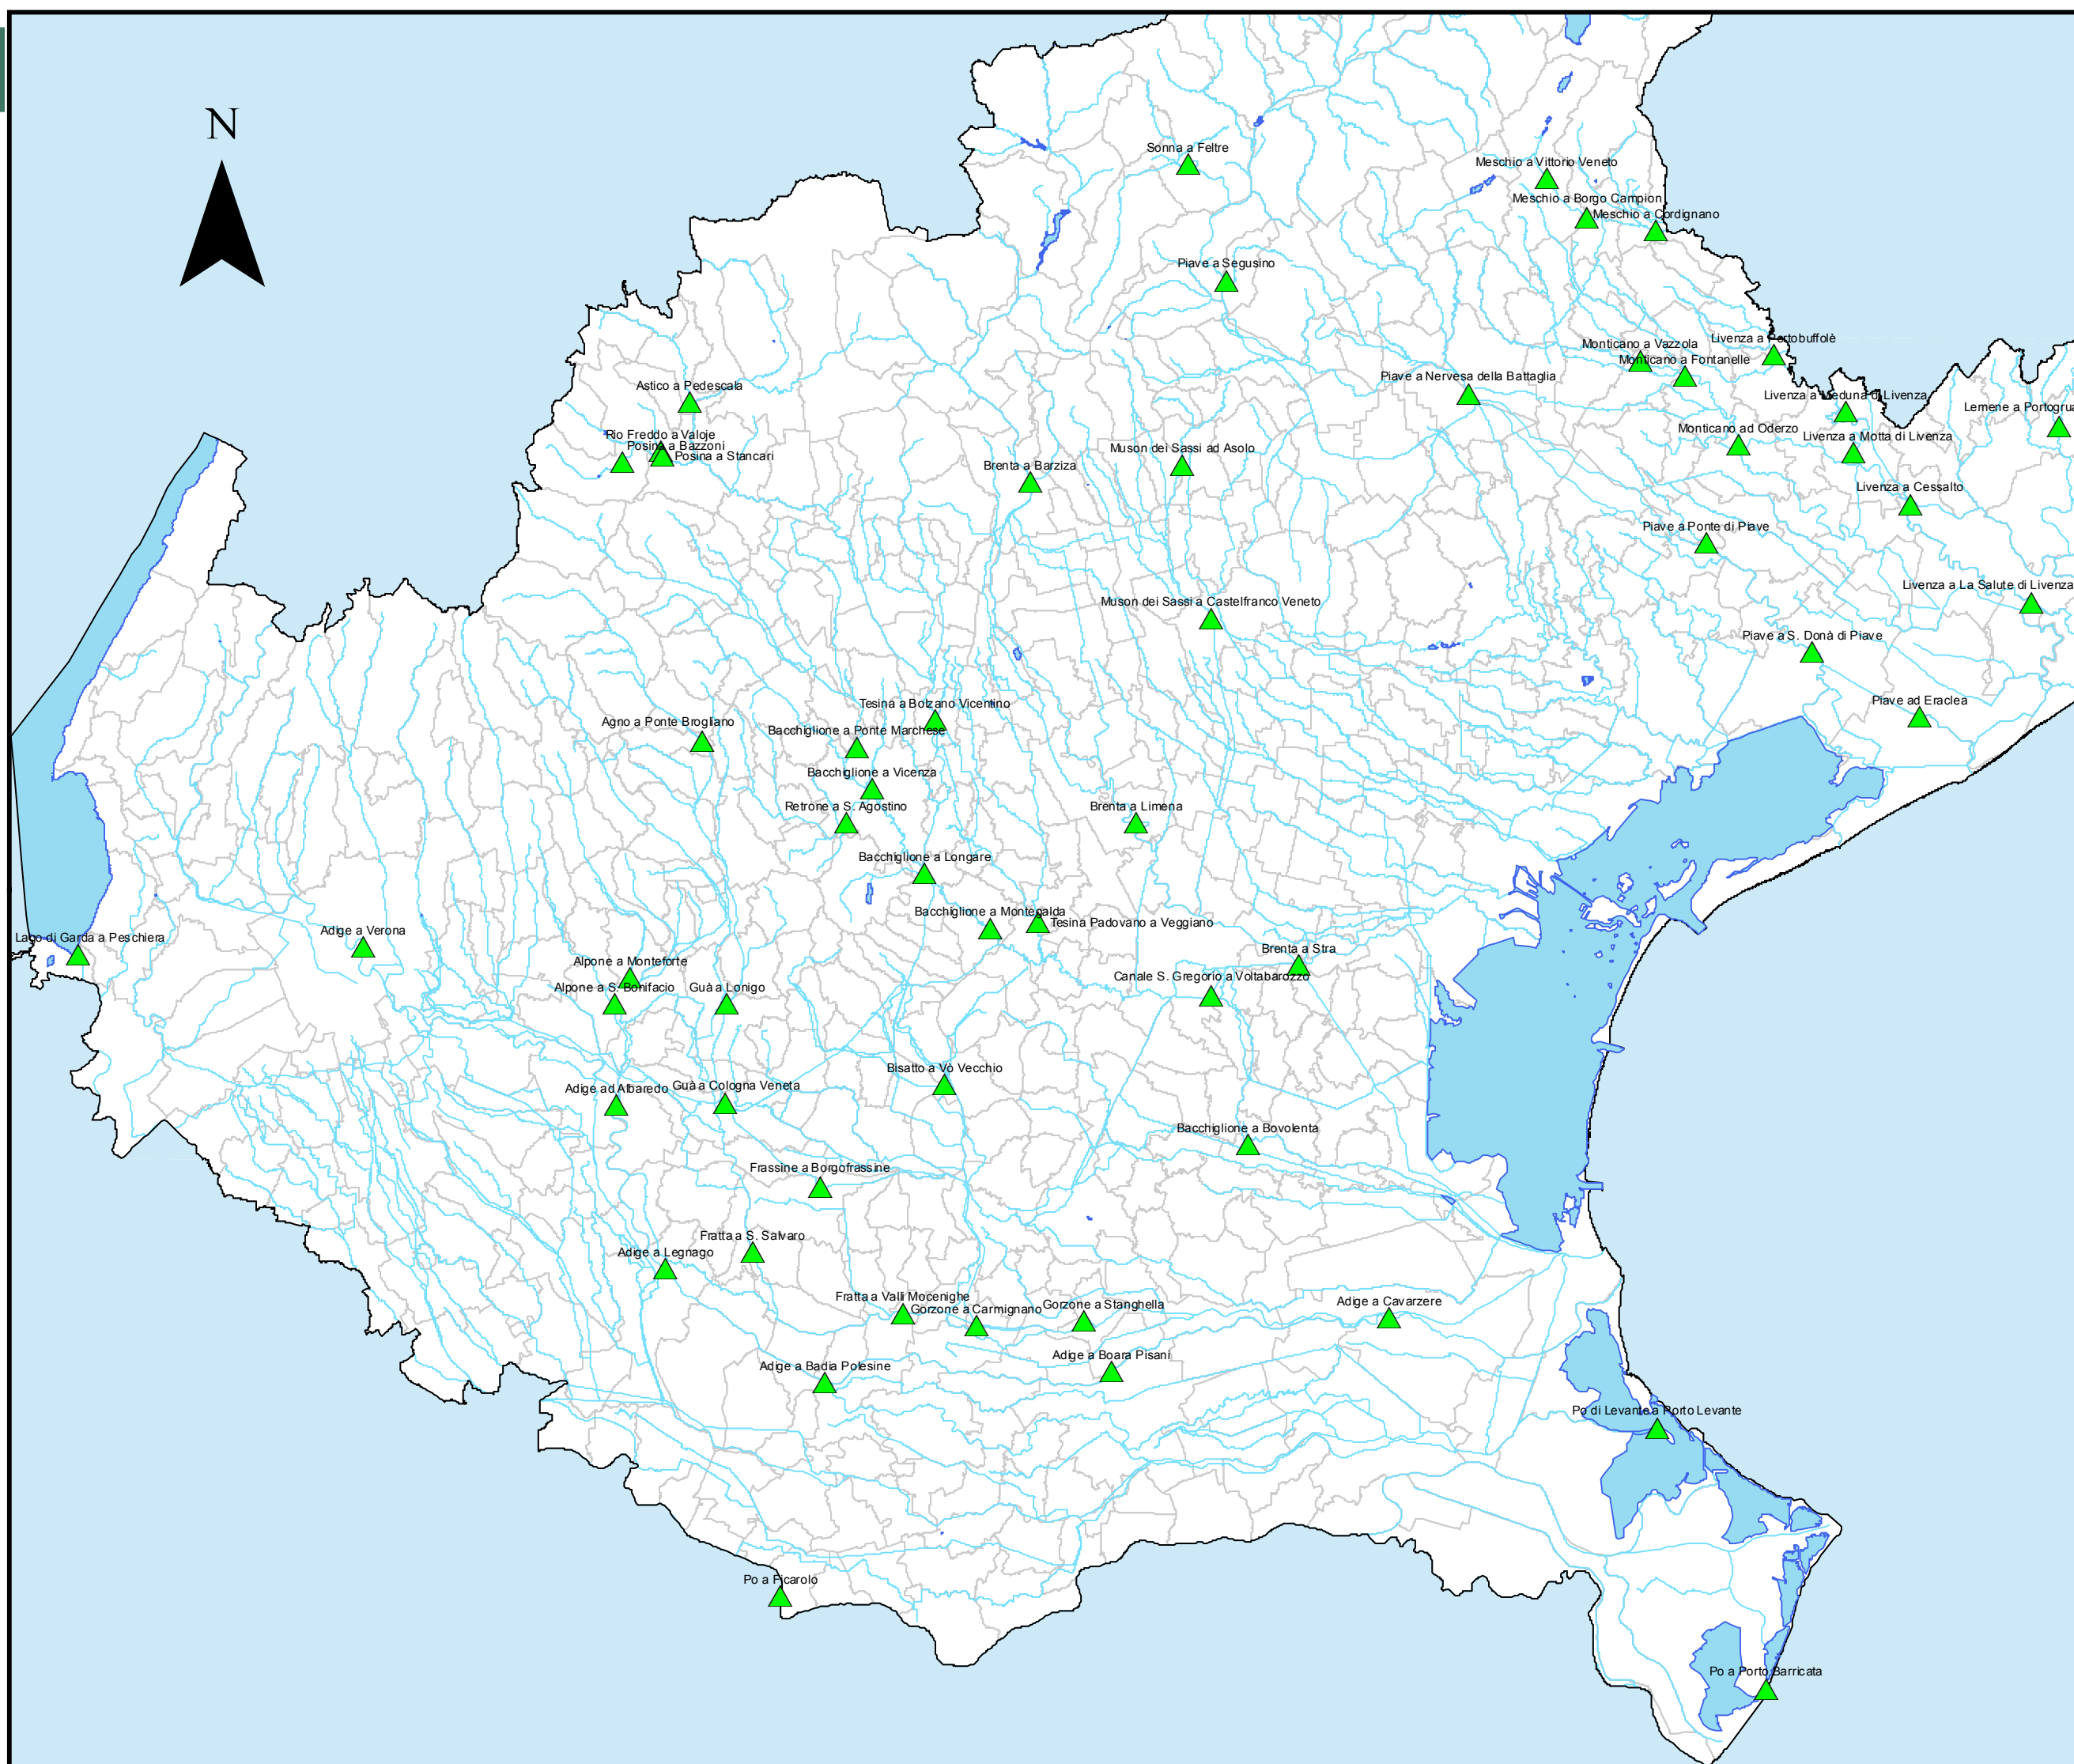 N
Sonna a Feltre
Meschio a Vittorio Veneto
Meschio a Borgo Campion
Meschio a Cordignano
Piave a Segusino
Livenza a Portobuffolè
Monticano a Vazzola
Monticano a Fontanelle
Piave a Nervesa della Battaglia
Astico a Pedescala
Livenza a Meduna di Livenza
Lemene a Portogrua
Monticano ad Oderzo
Livenza a Motta di Livenza
Rio Freddo a Valoje
Posina a Bazzoni
Posina a Stancari
Muson dei Sassi ad Asolo
Brenta a Barziza
Livenza a Cessalto
Piave a Ponte di Piave
Livenza a La Salute di Livenza
Muson dei Sassi a Castelfranco Veneto
Piave a S. Donà di Piave
Piave ad Eraclea
Tesina a Bolzano Vicentino
Agno a Ponte Brogliano
Bacchiglione a Ponte Marchese
Bacchiglione a Vicenza
Retrone a S. Agostino
Brenta a Limena
Bacchiglione a Longare
Bacchiglione a Montegalda
Tesina Padovano a Veggiano
Adige a Verona
Lago di Garda a Peschiera
Brenta a Stra
Alpone a Monteforte
Canale S. Gregorio a Voltabarozzo
Alpone a S. Bonifacio
Guà a Lonigo
Bisatto a Vò Vecchio
Adige ad Albaredo
Guà a Cologna Veneta
Bacchiglione a Bovolenta
Frassine a Borgofrassine
Fratta a S. Salvaro
Adige a Legnago
Fratta a Valli Mocenighe
Gorzone a Carmignano
Gorzone a Stanghella
Adige a Cavarzere
Adige a Boara Pisani
Adige a Badia Polesine
Po di Levante a Porto Levante
Po a Ficarolo
Po a Porto Barricata